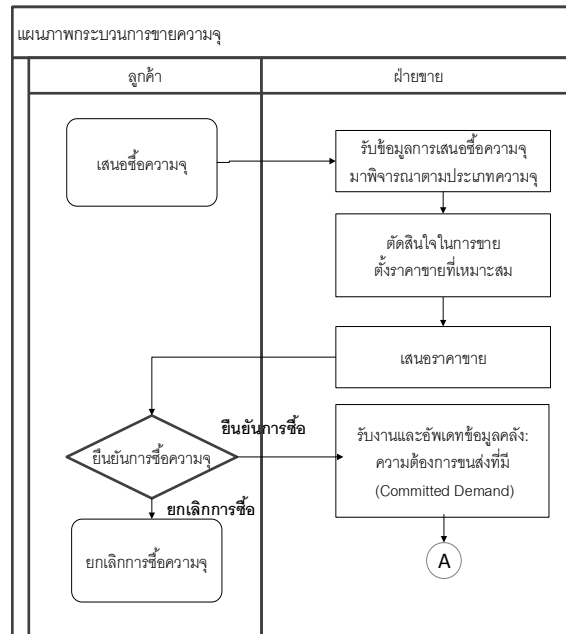 แผนภาพกระบวนการขายความจุ
ลูกค้า
ฝ่ายขาย
เสนอซื้อความจุ
รับข้อมูลการเสนอซื้อความจุ
มาพิจารณาตามประเภทความจุ
ตัดสินใจในการขาย
ตั้งราคาขายที่เหมาะสม
เสนอราคาขาย
ยืนยันการซื้อความจุ
ยืนยันการซื้อ
รับงานและอัพเดทข้อมูลคลัง:
ความต้องการขนส่งที่มี
(Committed Demand)
ยกเลิกการซื้อ
ยกเลิกการซื้อความจุ
A